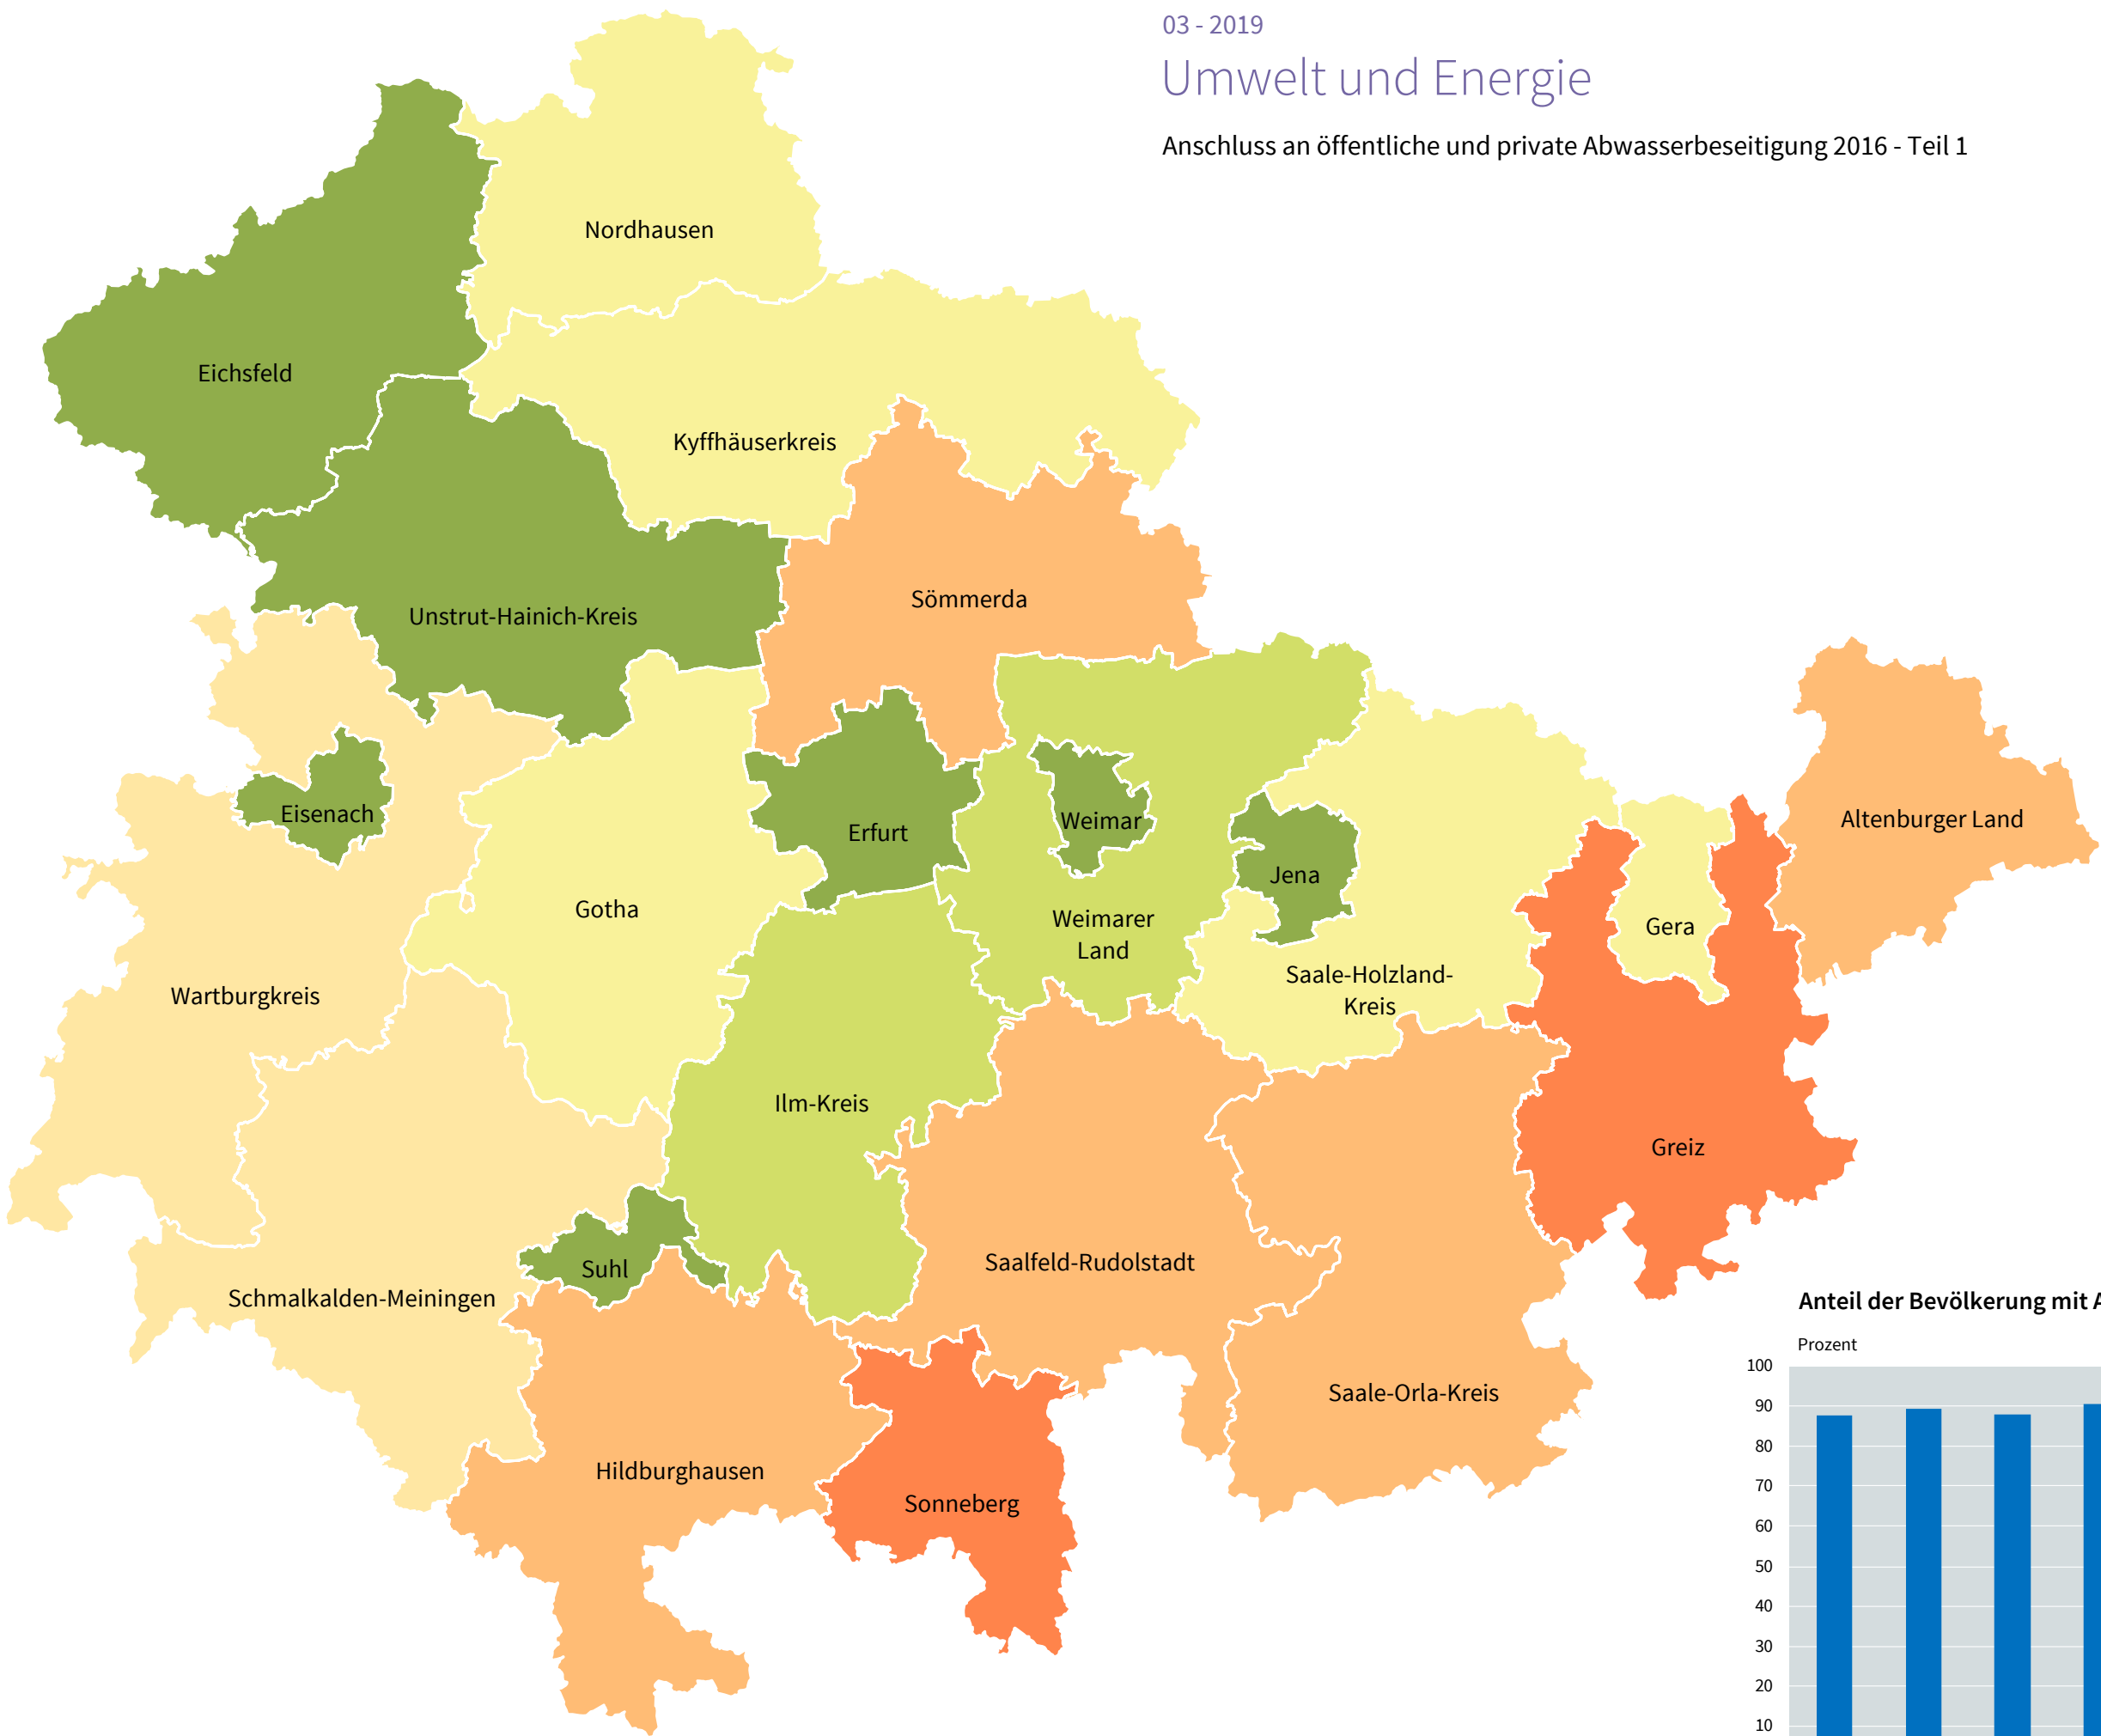 03 - 2019
Umwelt und Energie
Anschluss an öffentliche und private Abwasserbeseitigung 2016 - Teil 1
Nordhausen
Eichsfeld
Kyffhäuserkreis
Sömmerda
Unstrut-Hainich-Kreis
Eisenach
Erfurt
Weimar
Altenburger Land
Jena
Gotha
Weimarer
Land
Gera
Wartburgkreis
Saale-Holzland-
Kreis
Ilm-Kreis
Greiz
Saalfeld-Rudolstadt
Suhl
Schmalkalden-Meiningen
Saale-Orla-Kreis
Hildburghausen
Sonneberg
Anteil der Bevölkerung mit
Prozent
100
90
80
70
60
50
40
30
20
10